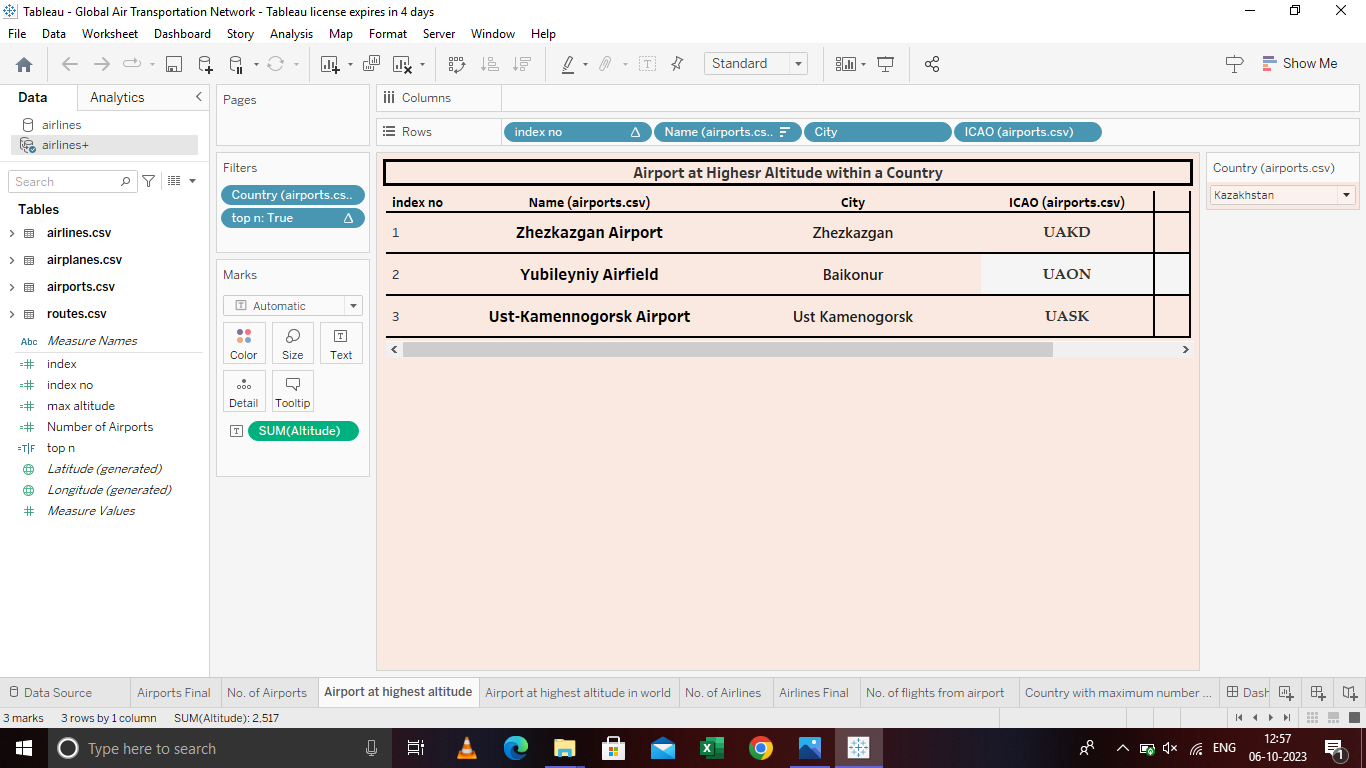 Tableau - Global Air Transportation Network - Tableau license expires in 4 days
File Data Worksheet Dashboard Story Analysis Map Format Server Window Help
Standard
Show Me
Data Analytics
airlines
airlines+
Search
Tables
airlines.csv
airplanes.csv
airports.csv
routes.csv
Abc Measure Names
index
index no
max altitude
Number of Airports
T|F top n
Latitude (generated)
Longitude (generated)
Measure Values
Pages
Filters
Country (airports.cs..
top n: True
Marks
Automatic
Color Size Text
Detail Tooltip
SUM(Altitude)
Columns
Rows index no Name (airports.cs.. City ICAO (airports.csv)
Airport at Highesr Altitude within a Country
index no Name (airports.csv) City ICAO (airports.csv)
1 Zhezkazgan Airport Zhezkazgan UAKD
2 Yubileyniy Airfield Baikonur UAON
3 Ust-Kamennogorsk Airport Ust Kamenogorsk UASK
Country (airports.csv)
Kazakhstan
Data Source Airports Final No. of Airports Airport at highest altitude Airport at highest altitude in world No. of Airlines Airlines Final No. of flights from airport Country with maximum number ... Dash
3 marks 3 rows by 1 column SUM(Altitude): 2,517
Type here to search
ENG
12:57
06-10-2023
1